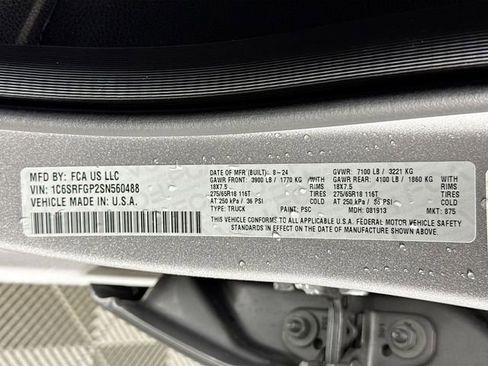 MFD BY: FCA US LLC
VIN: 1C6SRFGP2SN560488
VEHICLE MADE IN: U.S.A.
DATE OF MFR (BUILT): 8-24 GVWR: 7100 LB / 3221 KG
GAWR FRONT: 3900 LB / 1770 KG GAWR REAR: 4100 LB / 1860 KG
18X7.5 RIMS 18X7.5 RIMS
275/65R18 116T TIRES 275/65R18 116T TIRES
AT 250 kPa / 36 PSI COLD AT 250 kPa / 36 PSI COLD
TYPE: TRUCK PAINT: PSC MDH: 081913 MKT: 875
THIS VEHICLE CONFORMS TO ALL APPLICABLE U.S.A. FEDERAL MOTOR VEHICLE SAFETY
STANDARDS IN EFFECT ON THE DATE OF MANUFACTURE SHOWN ABOVE